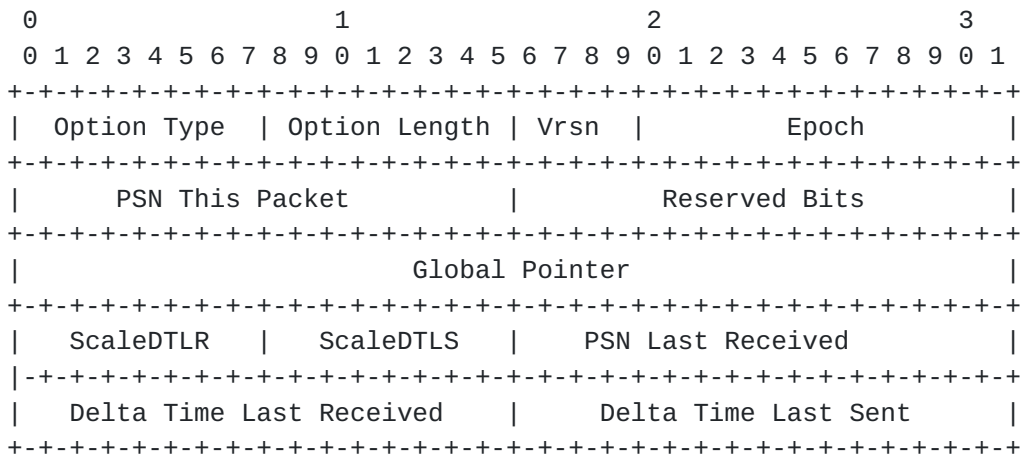 0                   1                   2                   3
 0 1 2 3 4 5 6 7 8 9 0 1 2 3 4 5 6 7 8 9 0 1 2 3 4 5 6 7 8 9 0 1
+-+-+-+-+-+-+-+-+-+-+-+-+-+-+-+-+-+-+-+-+-+-+-+-+-+-+-+-+-+-+-+-+
|  Option Type  | Option Length | Vrsn  |         Epoch         |
+-+-+-+-+-+-+-+-+-+-+-+-+-+-+-+-+-+-+-+-+-+-+-+-+-+-+-+-+-+-+-+-+
|      PSN This Packet          |         Reserved Bits         |
+-+-+-+-+-+-+-+-+-+-+-+-+-+-+-+-+-+-+-+-+-+-+-+-+-+-+-+-+-+-+-+-+
|                         Global Pointer                        |
+-+-+-+-+-+-+-+-+-+-+-+-+-+-+-+-+-+-+-+-+-+-+-+-+-+-+-+-+-+-+-+-+
|   ScaleDTLR   |   ScaleDTLS   |    PSN Last Received          |
|-+-+-+-+-+-+-+-+-+-+-+-+-+-+-+-+-+-+-+-+-+-+-+-+-+-+-+-+-+-+-+-+
|   Delta Time Last Received    |     Delta Time Last Sent      |
+-+-+-+-+-+-+-+-+-+-+-+-+-+-+-+-+-+-+-+-+-+-+-+-+-+-+-+-+-+-+-+-+